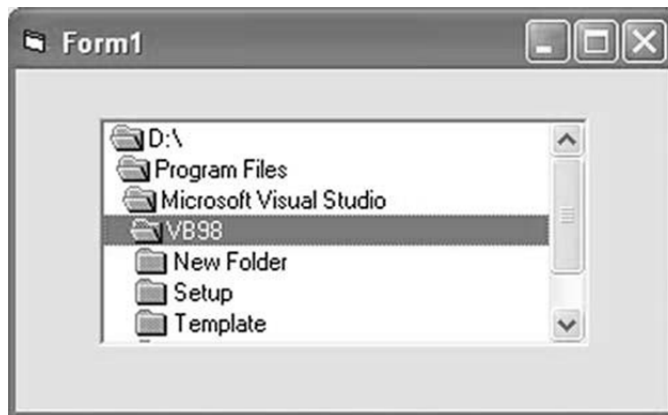 Form1
D:\
Program Files
Microsoft Visual Studio
VB98
New Folder
Setup
Template